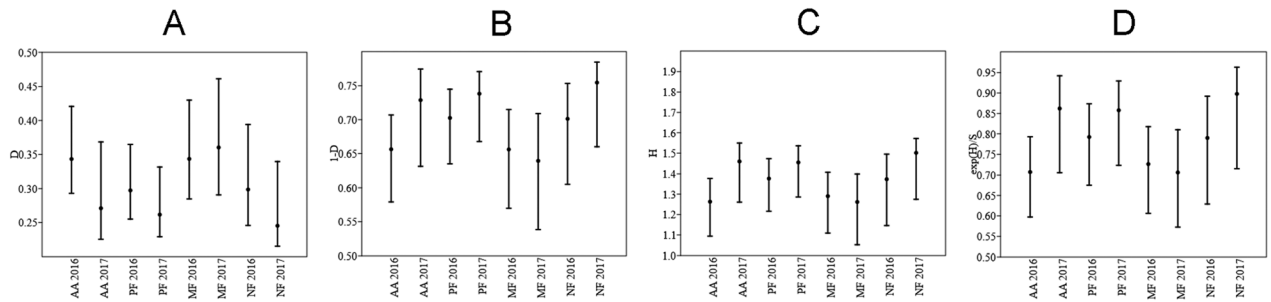 A
0.50
0.45
0.40
0.35
0.30
0.25
D
AA 2016
AA 2017
PF 2016
PF 2017
MF 2016
MF 2017
NF 2016
NF 2017
B
0.75
0.70
0.65
0.60
0.55
0.50
1-D
AA 2016
AA 2017
PF 2016
PF 2017
MF 2016
MF 2017
NF 2016
NF 2017
C
1.9
1.8
1.7
1.6
1.5
1.4
1.3
1.2
1.1
1.0
H
AA 2016
AA 2017
PF 2016
PF 2017
MF 2016
MF 2017
NF 2016
NF 2017
D
0.95
0.90
0.85
0.80
0.75
0.70
0.65
0.60
0.55
0.50
exp(H)/S
AA 2016
AA 2017
PF 2016
PF 2017
MF 2016
MF 2017
NF 2016
NF 2017